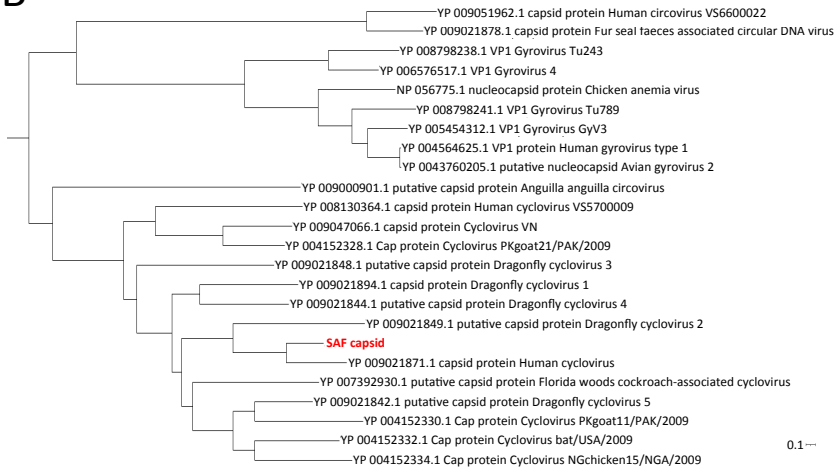 YP 009051962.1 capsid protein Human circovirus VS6600022
YP 009021878.1 capsid protein Fur seal faeces associated circular DNA virus
YP 008798238.1 VP1 Gyrovirus Tu243
YP 006576517.1 VP1 Gyrovirus 4
NP 056775.1 nucleocapsid protein Chicken anemia virus
YP 008798241.1 VP1 Gyrovirus Tu789
YP 005454312.1 VP1 Gyrovirus GyV3
YP 004564625.1 VP1 protein Human gyrovirus type 1
YP 0043760205.1 putative nucleocapsid Avian gyrovirus 2
YP 009000901.1 putative capsid protein Anguilla anguilla circovirus
YP 008130364.1 capsid protein Human cyclovirus VS5700009
YP 009047066.1 capsid protein Cyclovirus VN
YP 004152328.1 Cap protein Cyclovirus PKgoat21/PAK/2009
YP 009021848.1 putative capsid protein Dragonfly cyclovirus 3
YP 009021894.1 capsid protein Dragonfly cyclovirus 1
YP 009021844.1 putative capsid protein Dragonfly cyclovirus 4
YP 009021849.1 putative capsid protein Dragonfly cyclovirus 2
SAF capsid
YP 009021871.1 capsid protein Human cyclovirus
YP 007392930.1 putative capsid protein Florida woods cockroach-associated cyclovirus
YP 009021842.1 putative capsid protein Dragonfly cyclovirus 5
YP 004152330.1 Cap protein Cyclovirus PKgoat11/PAK/2009
YP 004152332.1 Cap protein Cyclovirus bat/USA/2009
YP 004152334.1 Cap protein Cyclovirus NGchicken15/NGA/2009
0.1